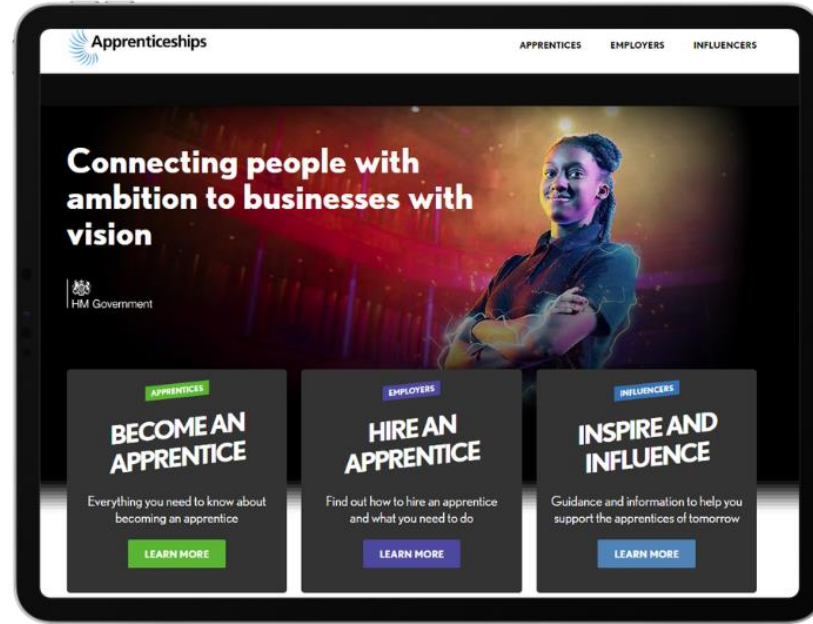 Apprenticeships
APPRENTICES EMPLOYERS INFLUENCERS
Connecting people with
ambition to businesses with
vision
HM Government
APPRENTICES
BECOME AN
APPRENTICE
Everything you need to know about
becoming an apprentice
LEARN MORE
EMPLOYERS
HIRE AN
APPRENTICE
Find out how to hire an apprentice
and what you need to do
LEARN MORE
INFLUENCERS
INSPIRE AND
INFLUENCE
Guidance and information to help you
support the apprentices of tomorrow
LEARN MORE